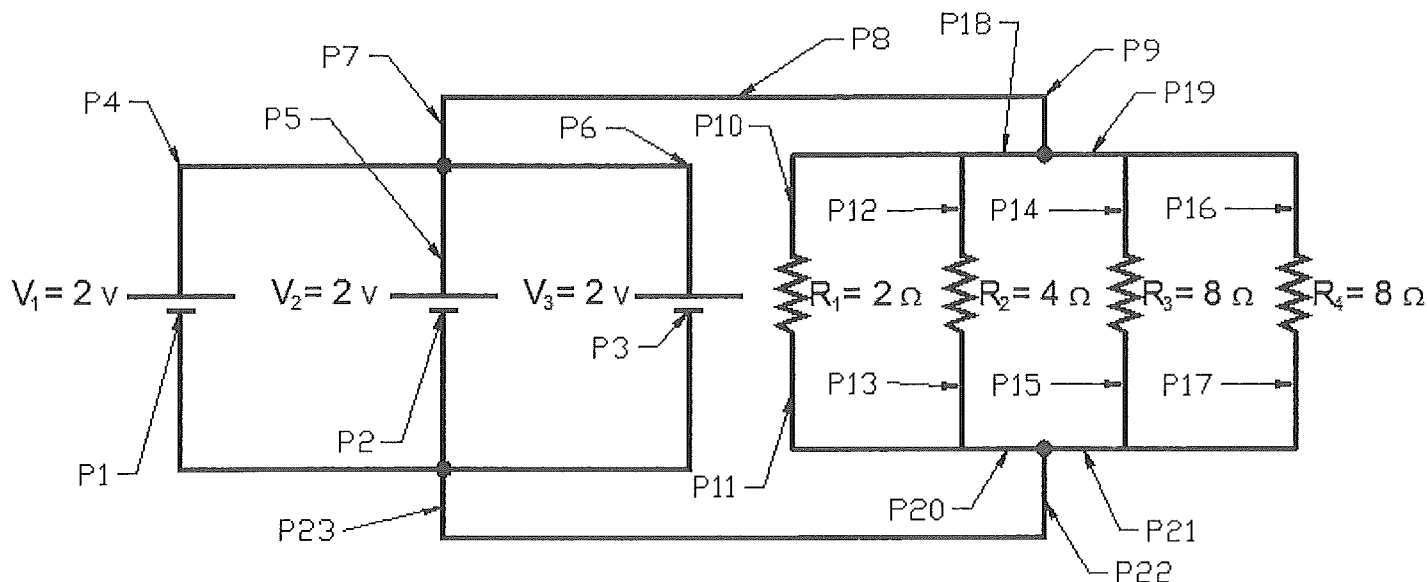 P18
P8
P9
P7
P4
P19
P5
P10
P6
P12
P14
P16
V₁ = 2 v
V₂ = 2 v
V₃ = 2 v
R₁ = 2 Ω
R₂ = 4 Ω
R₃ = 8 Ω
R₄ = 8 Ω
P3
P13
P15
P17
P2
P1
P11
P20
P23
P21
P22